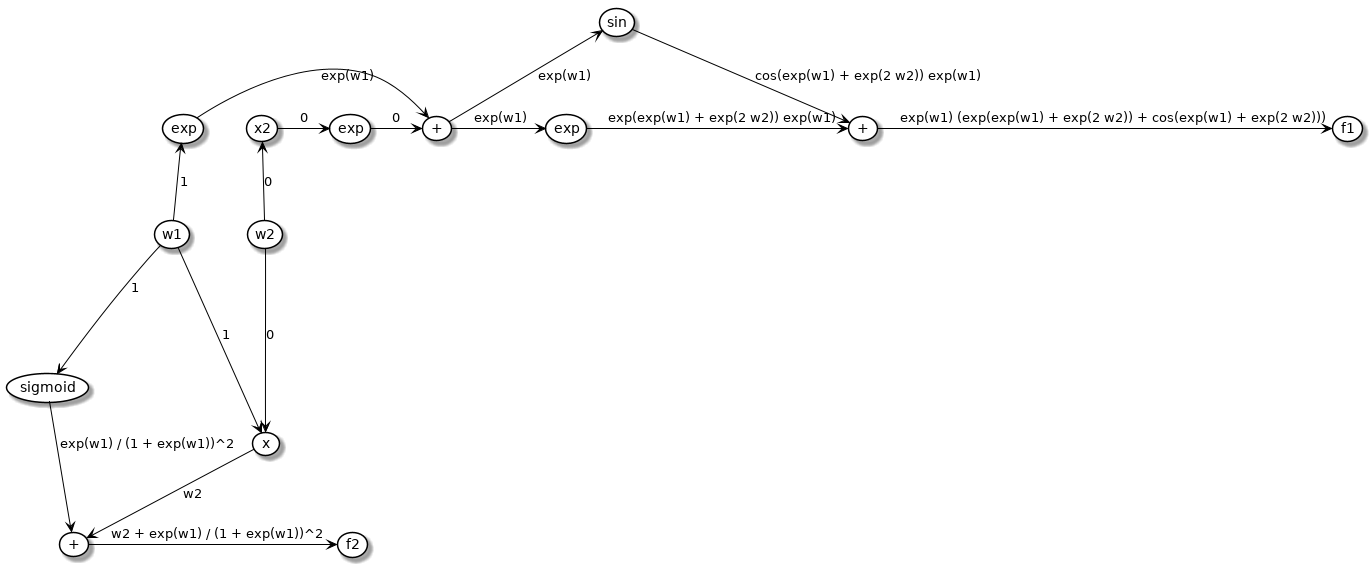 sin
exp(w1)
exp(w1)
cos(exp(w1) + exp(2 w2)) exp(w1)
exp
x2
0
exp
0
+
exp(w1)
exp
exp(exp(w1) + exp(2 w2)) exp(w1)
+
exp(w1) (exp(exp(w1) + exp(2 w2)) + cos(exp(w1) + exp(2 w2)))
f1
1
0
w1
w2
1
1
0
sigmoid
exp(w1) / (1 + exp(w1))^2
x
w2
+
w2 + exp(w1) / (1 + exp(w1))^2
f2